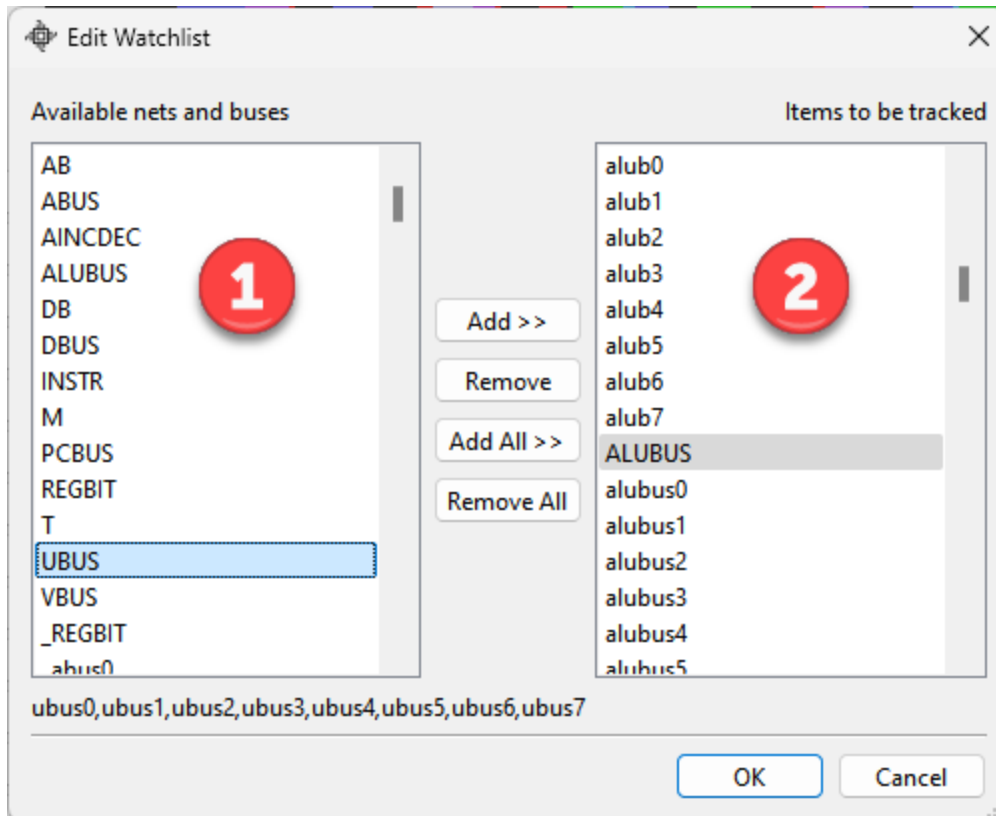 Edit Watchlist
Available nets and buses
Items to be tracked
AB
ABUS
AINCDEC
ALUBUS
DB
DBUS
INSTR
M
PCBUS
REGBIT
T
UBUS
VBUS
_REGBIT
_abus0
1
Add >>
Remove
Add All >>
Remove All
alub0
alub1
alub2
alub3
alub4
alub5
alub6
alub7
ALUBUS
alubus0
alubus1
alubus2
alubus3
alubus4
alubus5
2
ubus0,ubus1,ubus2,ubus3,ubus4,ubus5,ubus6,ubus7
OK
Cancel